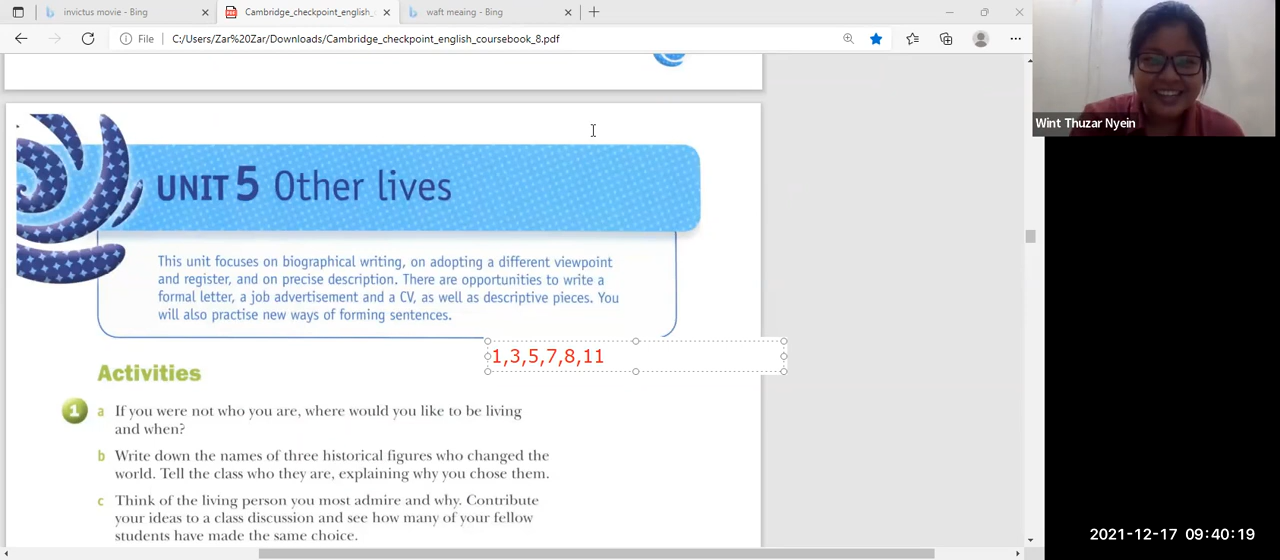 invictus movie - Bing
Cambridge_checkpoint_english_
waft meaing - Bing
File
C:/Users/Zar%20Zar/Downloads/Cambridge_checkpoint_english_coursebook_8.pdf
Wint Thuzar Nyein
UNIT 5 Other lives
This unit focuses on biographical writing, on adopting a different viewpoint
and register, and on precise description. There are opportunities to write a
formal letter, a job advertisement and a CV, as well as descriptive pieces. You
will also practise new ways of forming sentences.
1,3,5,7,8,11
Activities
1 a If you were not who you are, where would you like to be living
and when?
b Write down the names of three historical figures who changed the
world. Tell the class who they are, explaining why you chose them.
c Think of the living person you most admire and why. Contribute
your ideas to a class discussion and see how many of your fellow
students have made the same choice.
2021-12-17 09:40:19